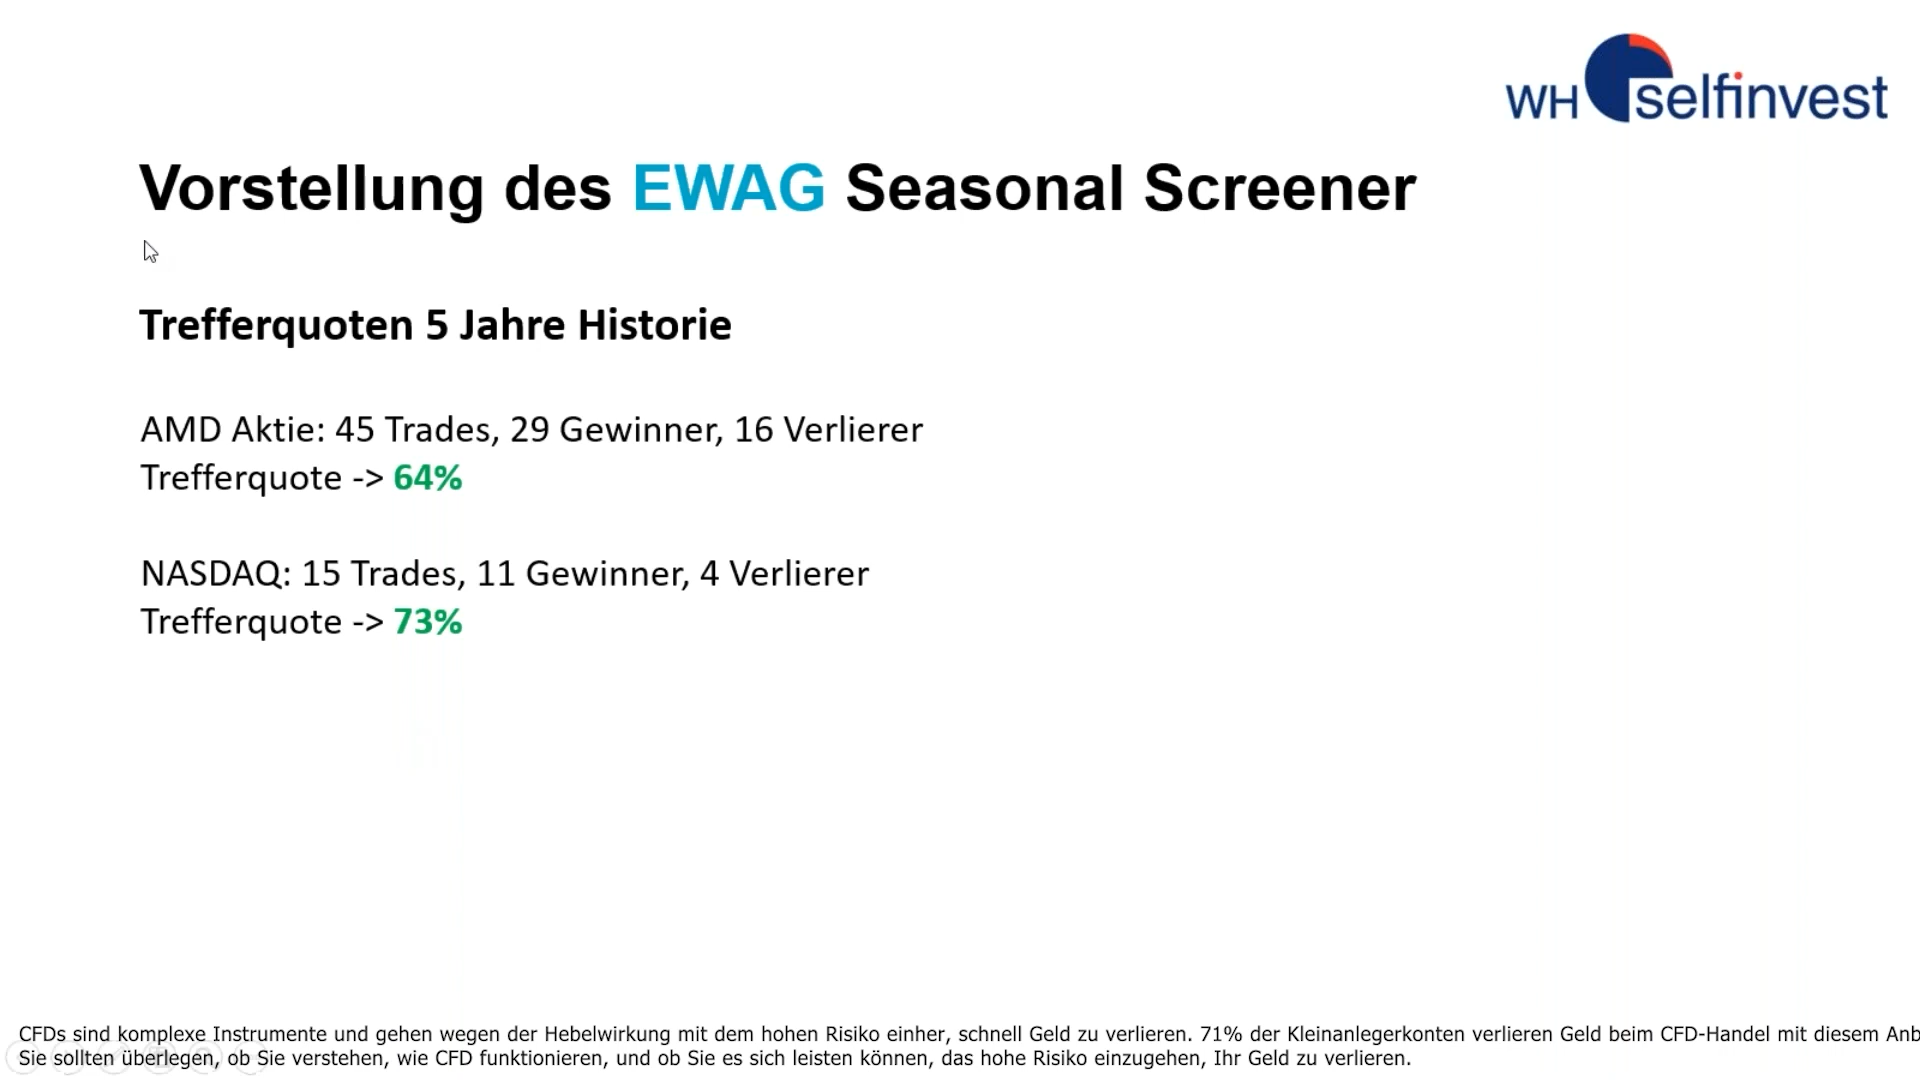 WH selfinvest
Vorstellung des EWAG Seasonal Screener
Trefferquoten 5 Jahre Historie
AMD Aktie: 45 Trades, 29 Gewinner, 16 Verlierer
Trefferquote -> 64%
NASDAQ: 15 Trades, 11 Gewinner, 4 Verlierer
Trefferquote -> 73%
CFDs sind komplexe Instrumente und gehen wegen der Hebelwirkung mit dem hohen Risiko einher, schnell Geld zu verlieren. 71% der Kleinanlegerkonten verlieren Geld beim CFD-Handel mit diesem Anb
Sie sollten überlegen, ob Sie verstehen, wie CFD funktionieren, und ob Sie es sich leisten können, das hohe Risiko einzugehen, Ihr Geld zu verlieren.